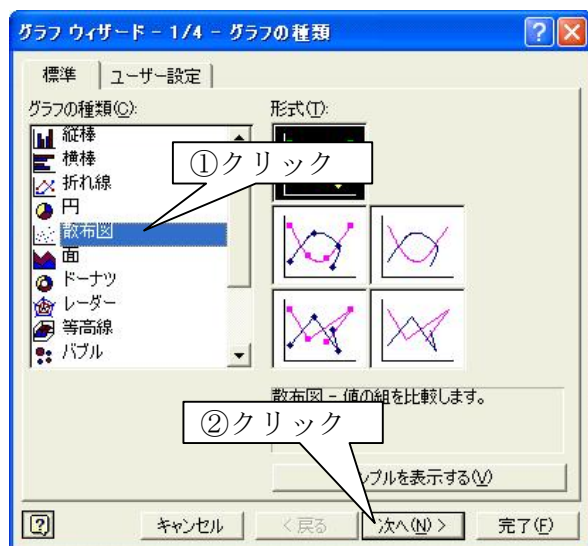 グラフ ウィザード - 1/4 - グラフの種類
標準
ユーザー設定
グラフの種類(C):
形式(T):
縦棒
横棒
折れ線
円
散布図
面
ドーナツ
レーダー
等高線
バブル
①クリック
散布図 - 値の組を比較します。
②クリック
プルを表示する(V)
キャンセル
< 戻る
次へ(N) >
完了(F)